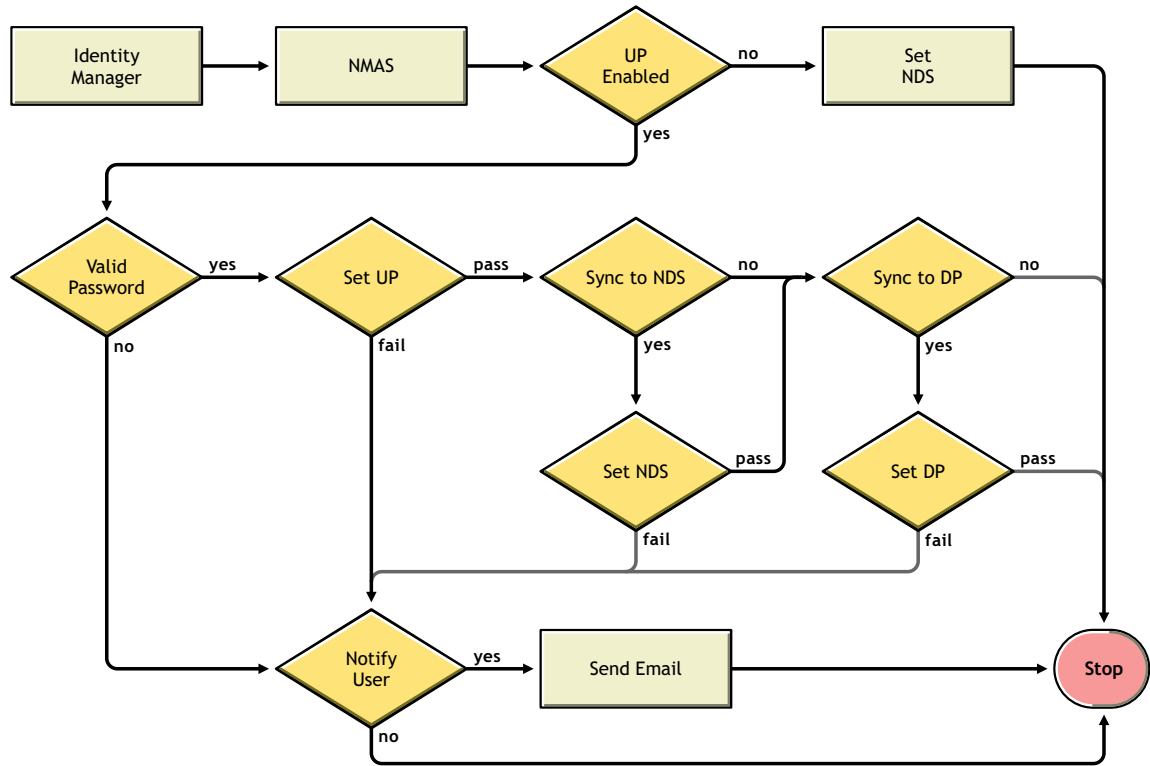 Identity
Manager
NMAS
UP
Enabled
no
Set
NDS
yes
Valid
Password
yes
Set UP
pass
Sync to NDS
no
Sync to DP
no
no
fail
yes
yes
Set NDS
pass
Set DP
pass
fail
fail
Notify
User
yes
Send Email
Stop
no